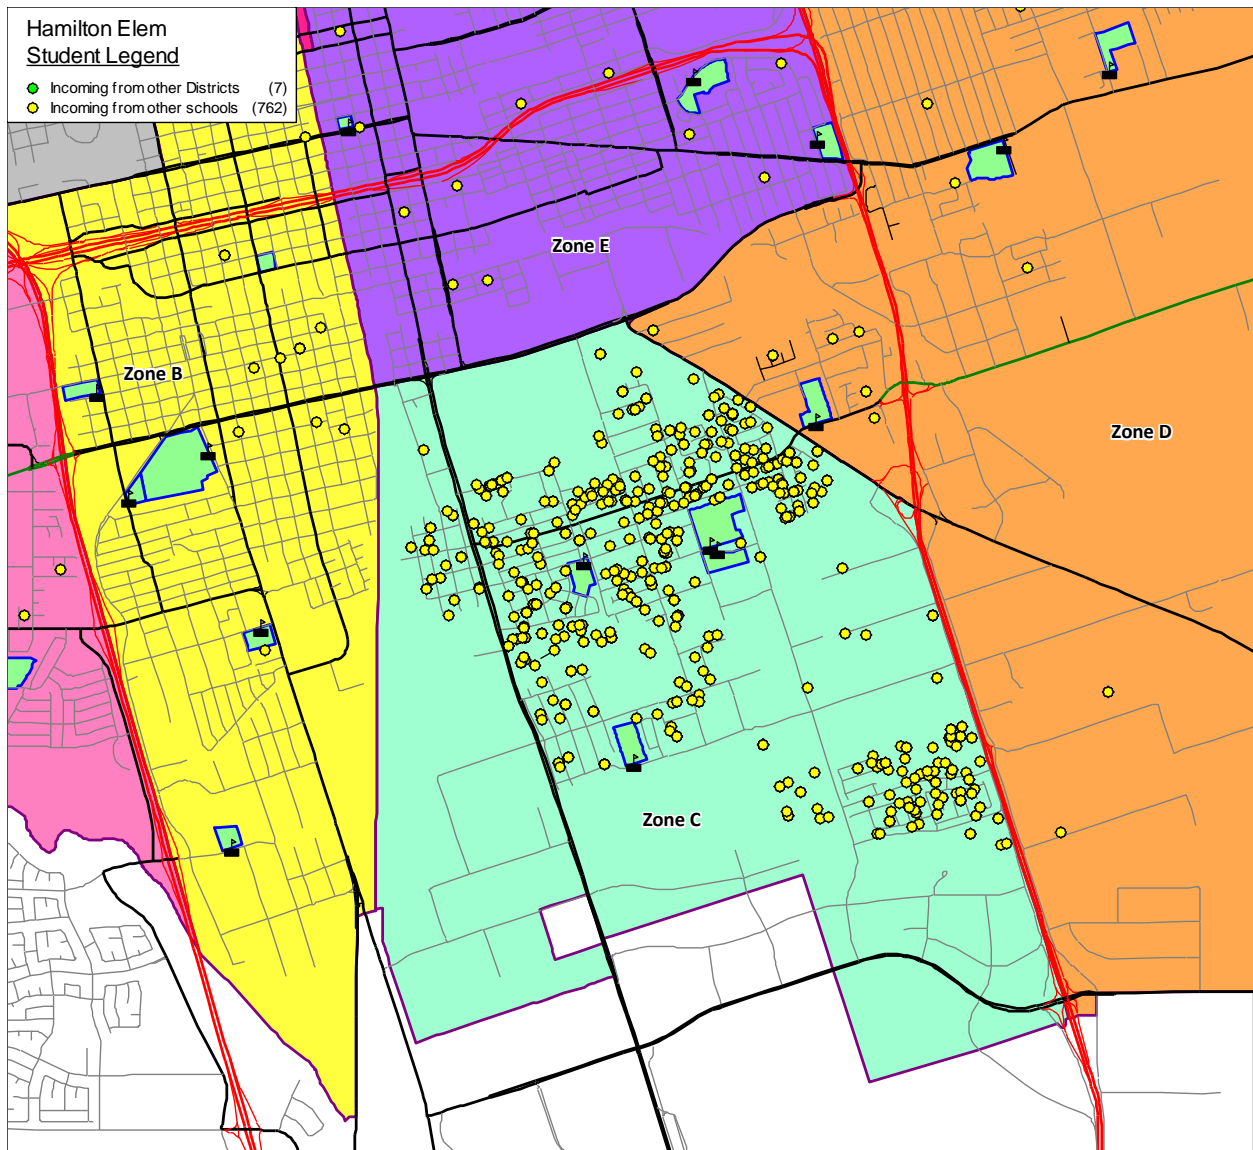 Hamilton Elem
Student Legend
Incoming from other Districts (7)
Incoming from other schools (762)
Zone E
Zone B
Zone D
Zone C